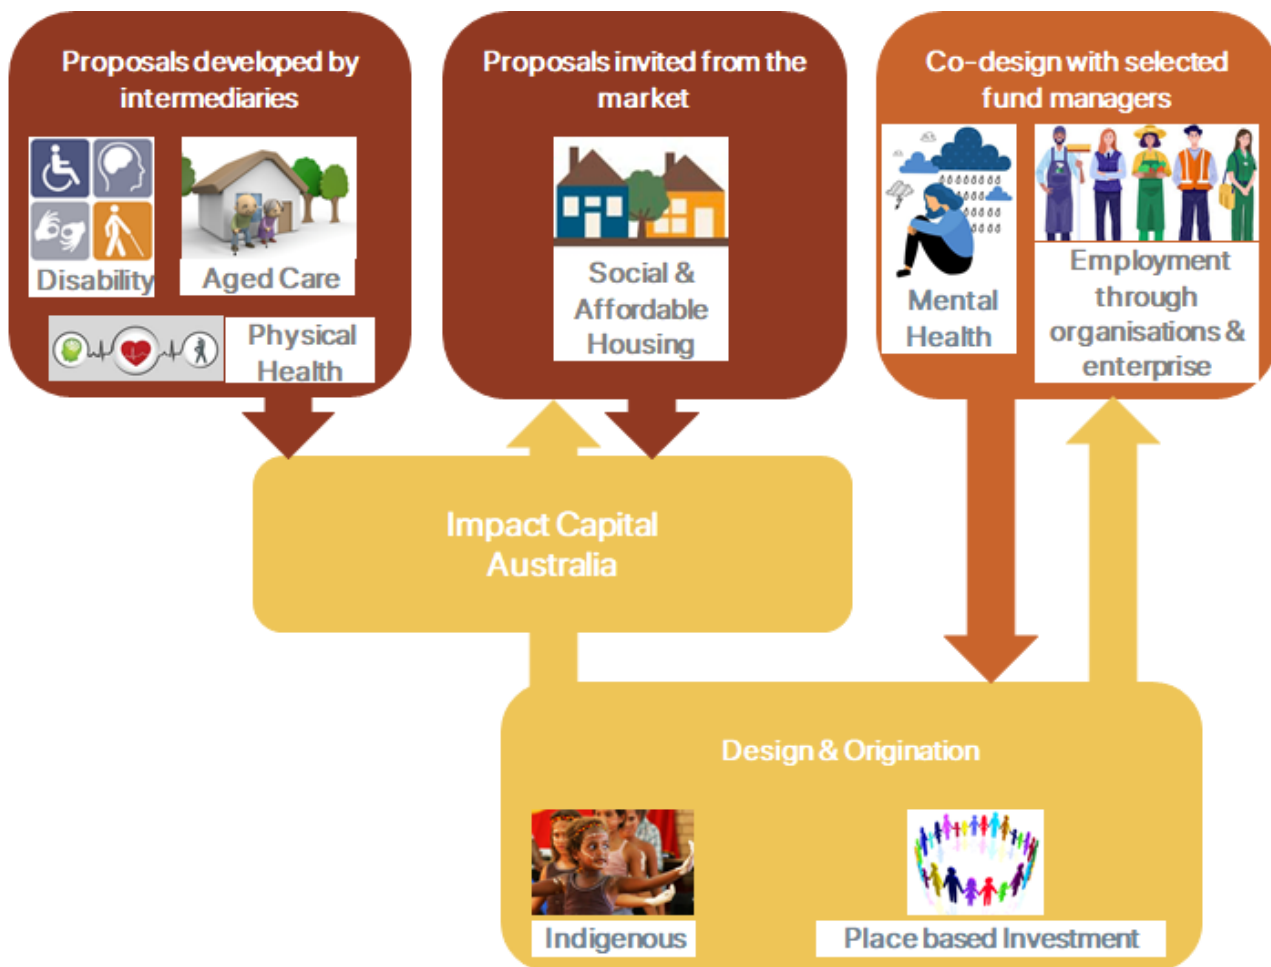 Proposals developed by
intermediaries
Disability
Aged Care
Physical
Health
Proposals invited from the
market
Social &
Affordable
Housing
Co-design with selected
fund managers
Mental
Health
Employment
through
organisations &
enterprise
Impact Capital
Australia
Design & Origination
Indigenous
Place based Investment